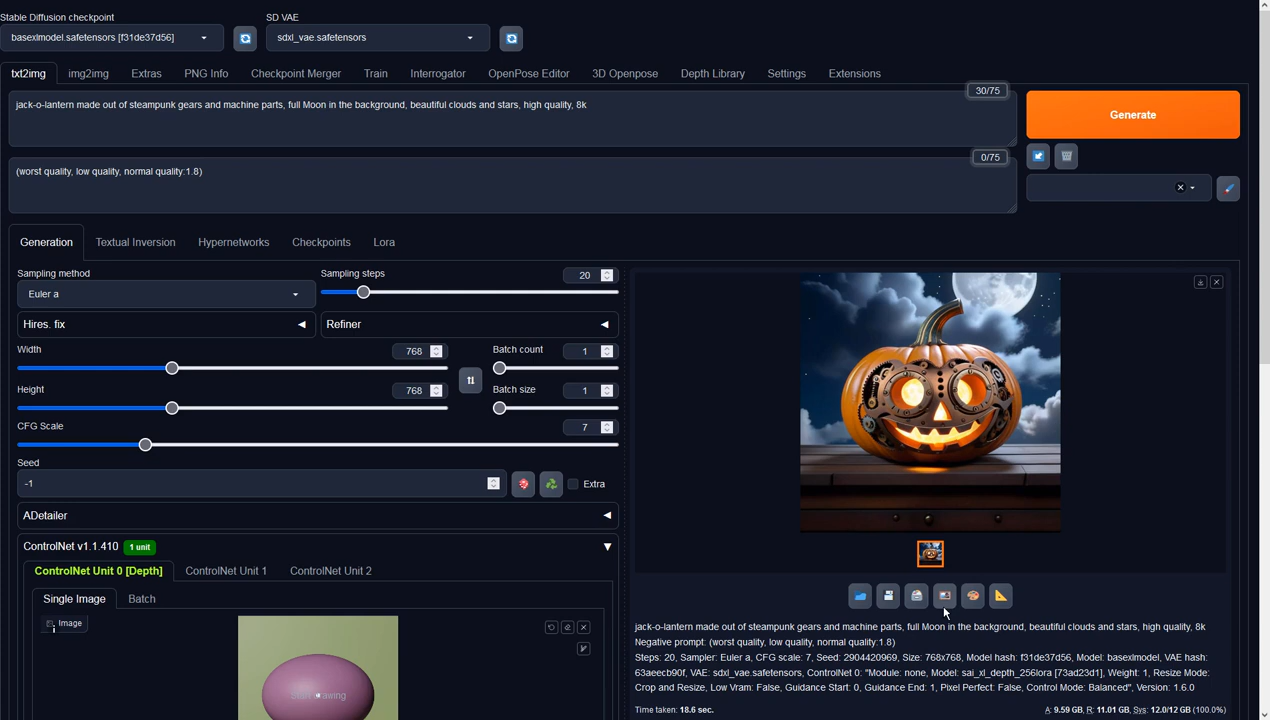 Stable Diffusion checkpoint
basexlmodel.safetensors [f31de37d56]
SD VAE
sdxl_vae.safetensors
txt2img
img2img
Extras
PNG Info
Checkpoint Merger
Train
Interrogator
OpenPose Editor
3D Openpose
Depth Library
Settings
Extensions
30/75
jack-o-lantern made out of steampunk gears and machine parts, full Moon in the background, beautiful clouds and stars, high quality, 8k
Generate
0/75
(worst quality, low quality, normal quality:1.8)
Generation
Textual Inversion
Hypernetworks
Checkpoints
Lora
Sampling method
Euler a
Sampling steps
20
Hires. fix
Refiner
Width
768
Batch count
1
Height
768
Batch size
1
CFG Scale
7
Seed
-1
Extra
ADetailer
ControlNet v1.1.410
1 unit
ControlNet Unit 0 [Depth]
ControlNet Unit 1
ControlNet Unit 2
Single Image
Batch
Image
jack-o-lantern made out of steampunk gears and machine parts, full Moon in the background, beautiful clouds and stars, high quality, 8k
Negative prompt: (worst quality, low quality, normal quality:1.8)
Steps: 20, Sampler: Euler a, CFG scale: 7, Seed: 2904420969, Size: 768x768, Model hash: f31de37d56, Model: basexlmodel, VAE hash:
63aeecb90f, VAE: sdxl_vae.safetensors, ControlNet 0: "Module: none, Model: sai_xl_depth_256lora [73ad23d1], Weight: 1, Resize Mode:
Crop and Resize, Low Vram: False, Guidance Start: 0, Guidance End: 1, Pixel Perfect: False, Control Mode: Balanced", Version: 1.6.0
Time taken: 18.6 sec.
A: 9.59 GB, R: 11.01 GB, Sys: 12.0/12 GB (100.0%)